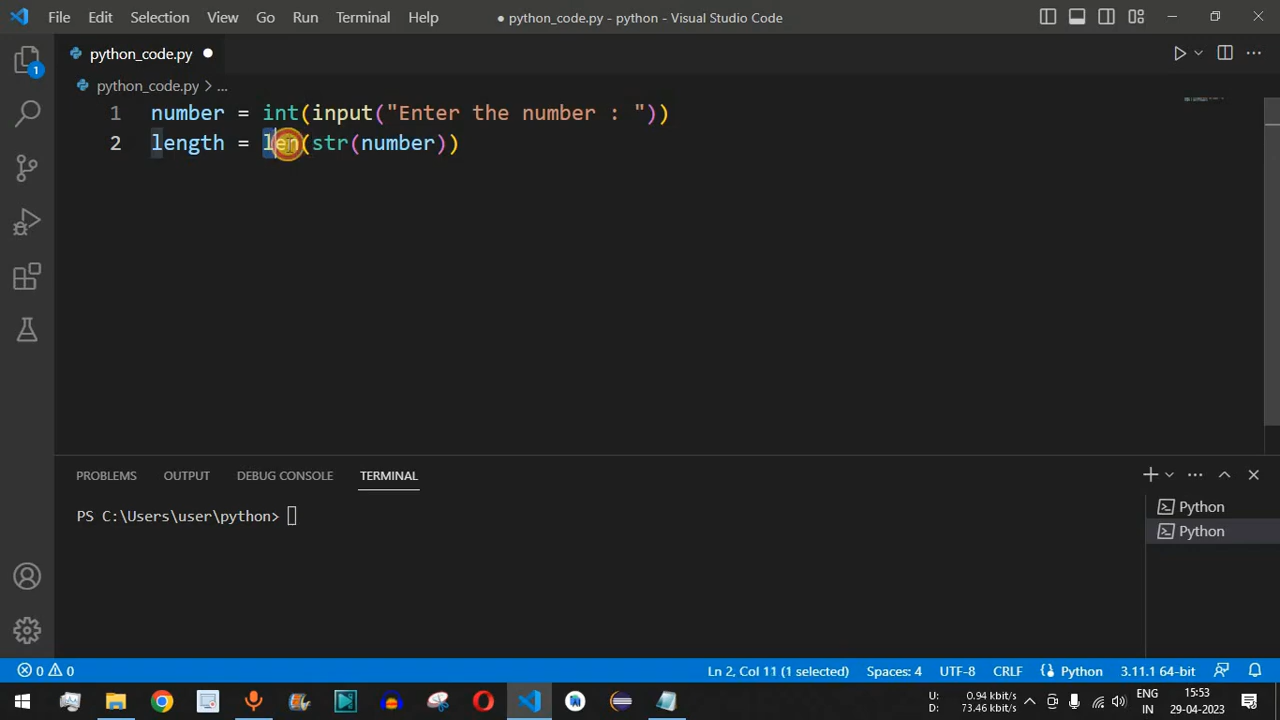 File Edit Selection View Go Run Terminal Help ● python_code.py - python - Visual Studio Code
python_code.py ●
python_code.py > ...
1 number = int(input("Enter the number : "))
2 length = len(str(number))
PROBLEMS OUTPUT DEBUG CONSOLE TERMINAL
PS C:\Users\user\python>
Python
Python
1
0 0 Ln 2, Col 11 (1 selected) Spaces: 4 UTF-8 CRLF Python 3.11.1 64-bit
U: 0.94 kbit/s
D: 73.46 kbit/s
ENG
IN
15:53
29-04-2023